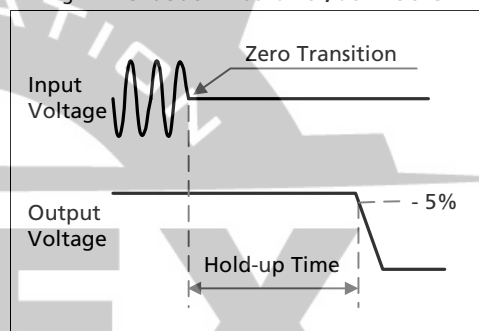 Zero Transition
Input
Voltage
Output
Voltage
- 5%
Hold-up Time